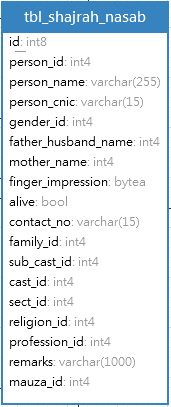 tbl_shajrah_nasab
id: int8
person_id: int4
person_name: varchar(255)
person_cnic: varchar(15)
gender_id: int4
father_husband_name: int4
mother_name: int4
finger_impression: bytea
alive: bool
contact_no: varchar(15)
family_id: int4
sub_cast_id: int4
cast_id: int4
sect_id: int4
religion_id: int4
profession_id: int4
remarks: varchar(1000)
mauza_id: int4